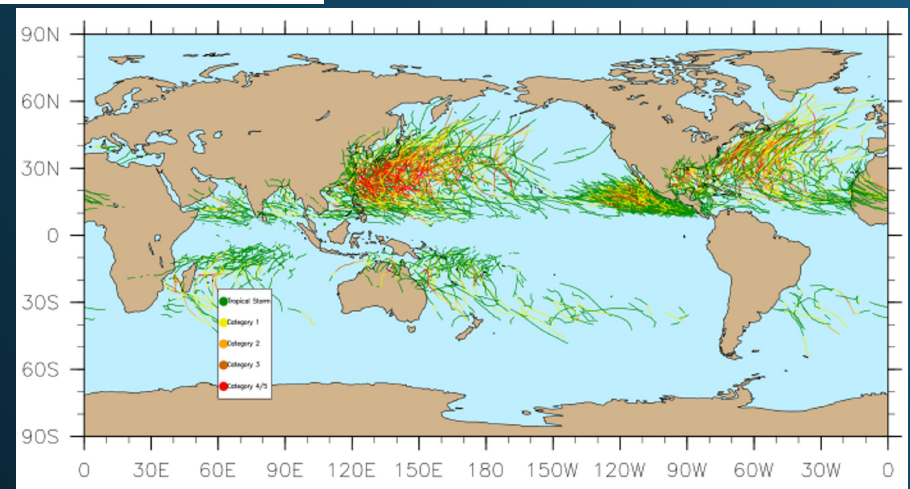 90N
60N
30N
0
30S
60S
90S
Tropical Storm
Category 1
Category 2
Category 3
Category 4/5
0 30E 60E 90E 120E 150E 180 150W 120W 90W 60W 30W 0